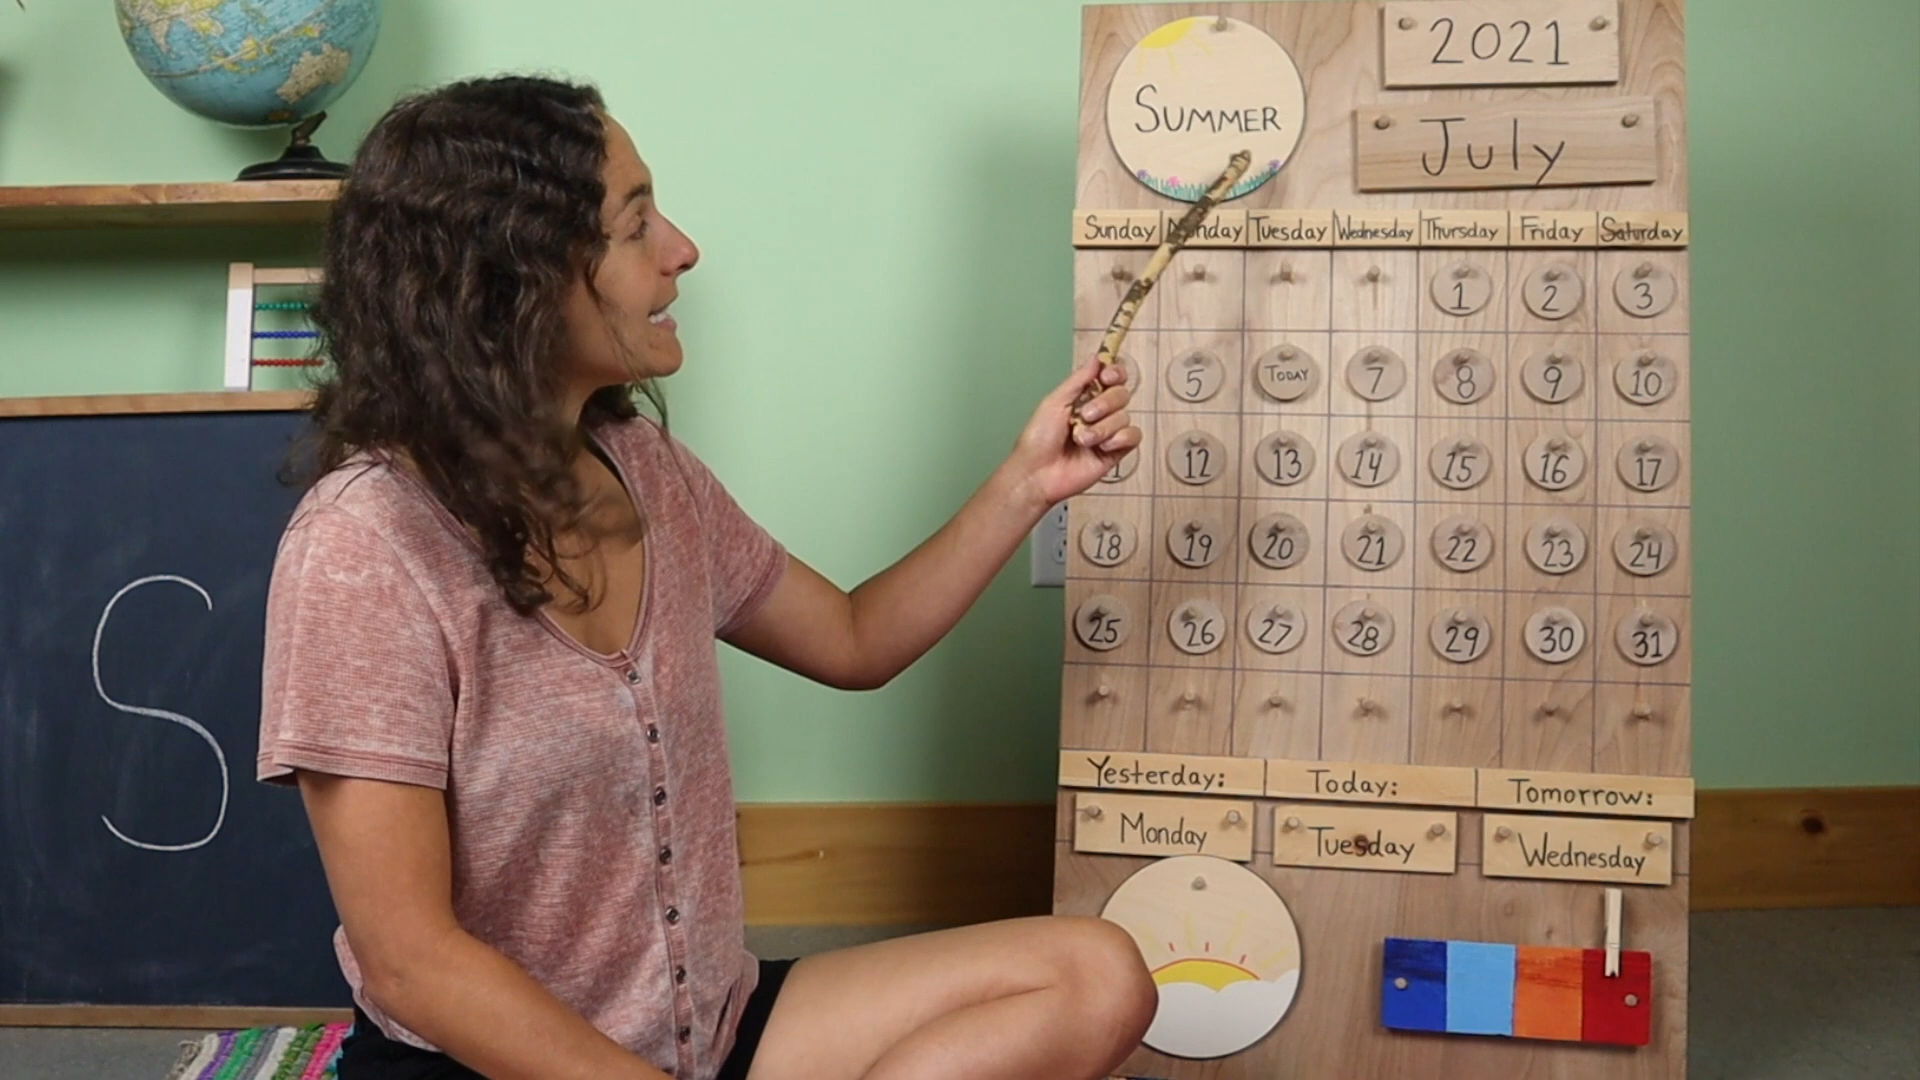 2021
SUMMER
July
Sunday Monday Tuesday Wednesday Thursday Friday Saturday
1 2 3
5 TODAY 7 8 9 10
12 13 14 15 16 17
18 19 20 21 22 23 24
25 26 27 28 29 30 31
Yesterday: Today: Tomorrow:
Monday Tuesday Wednesday
S